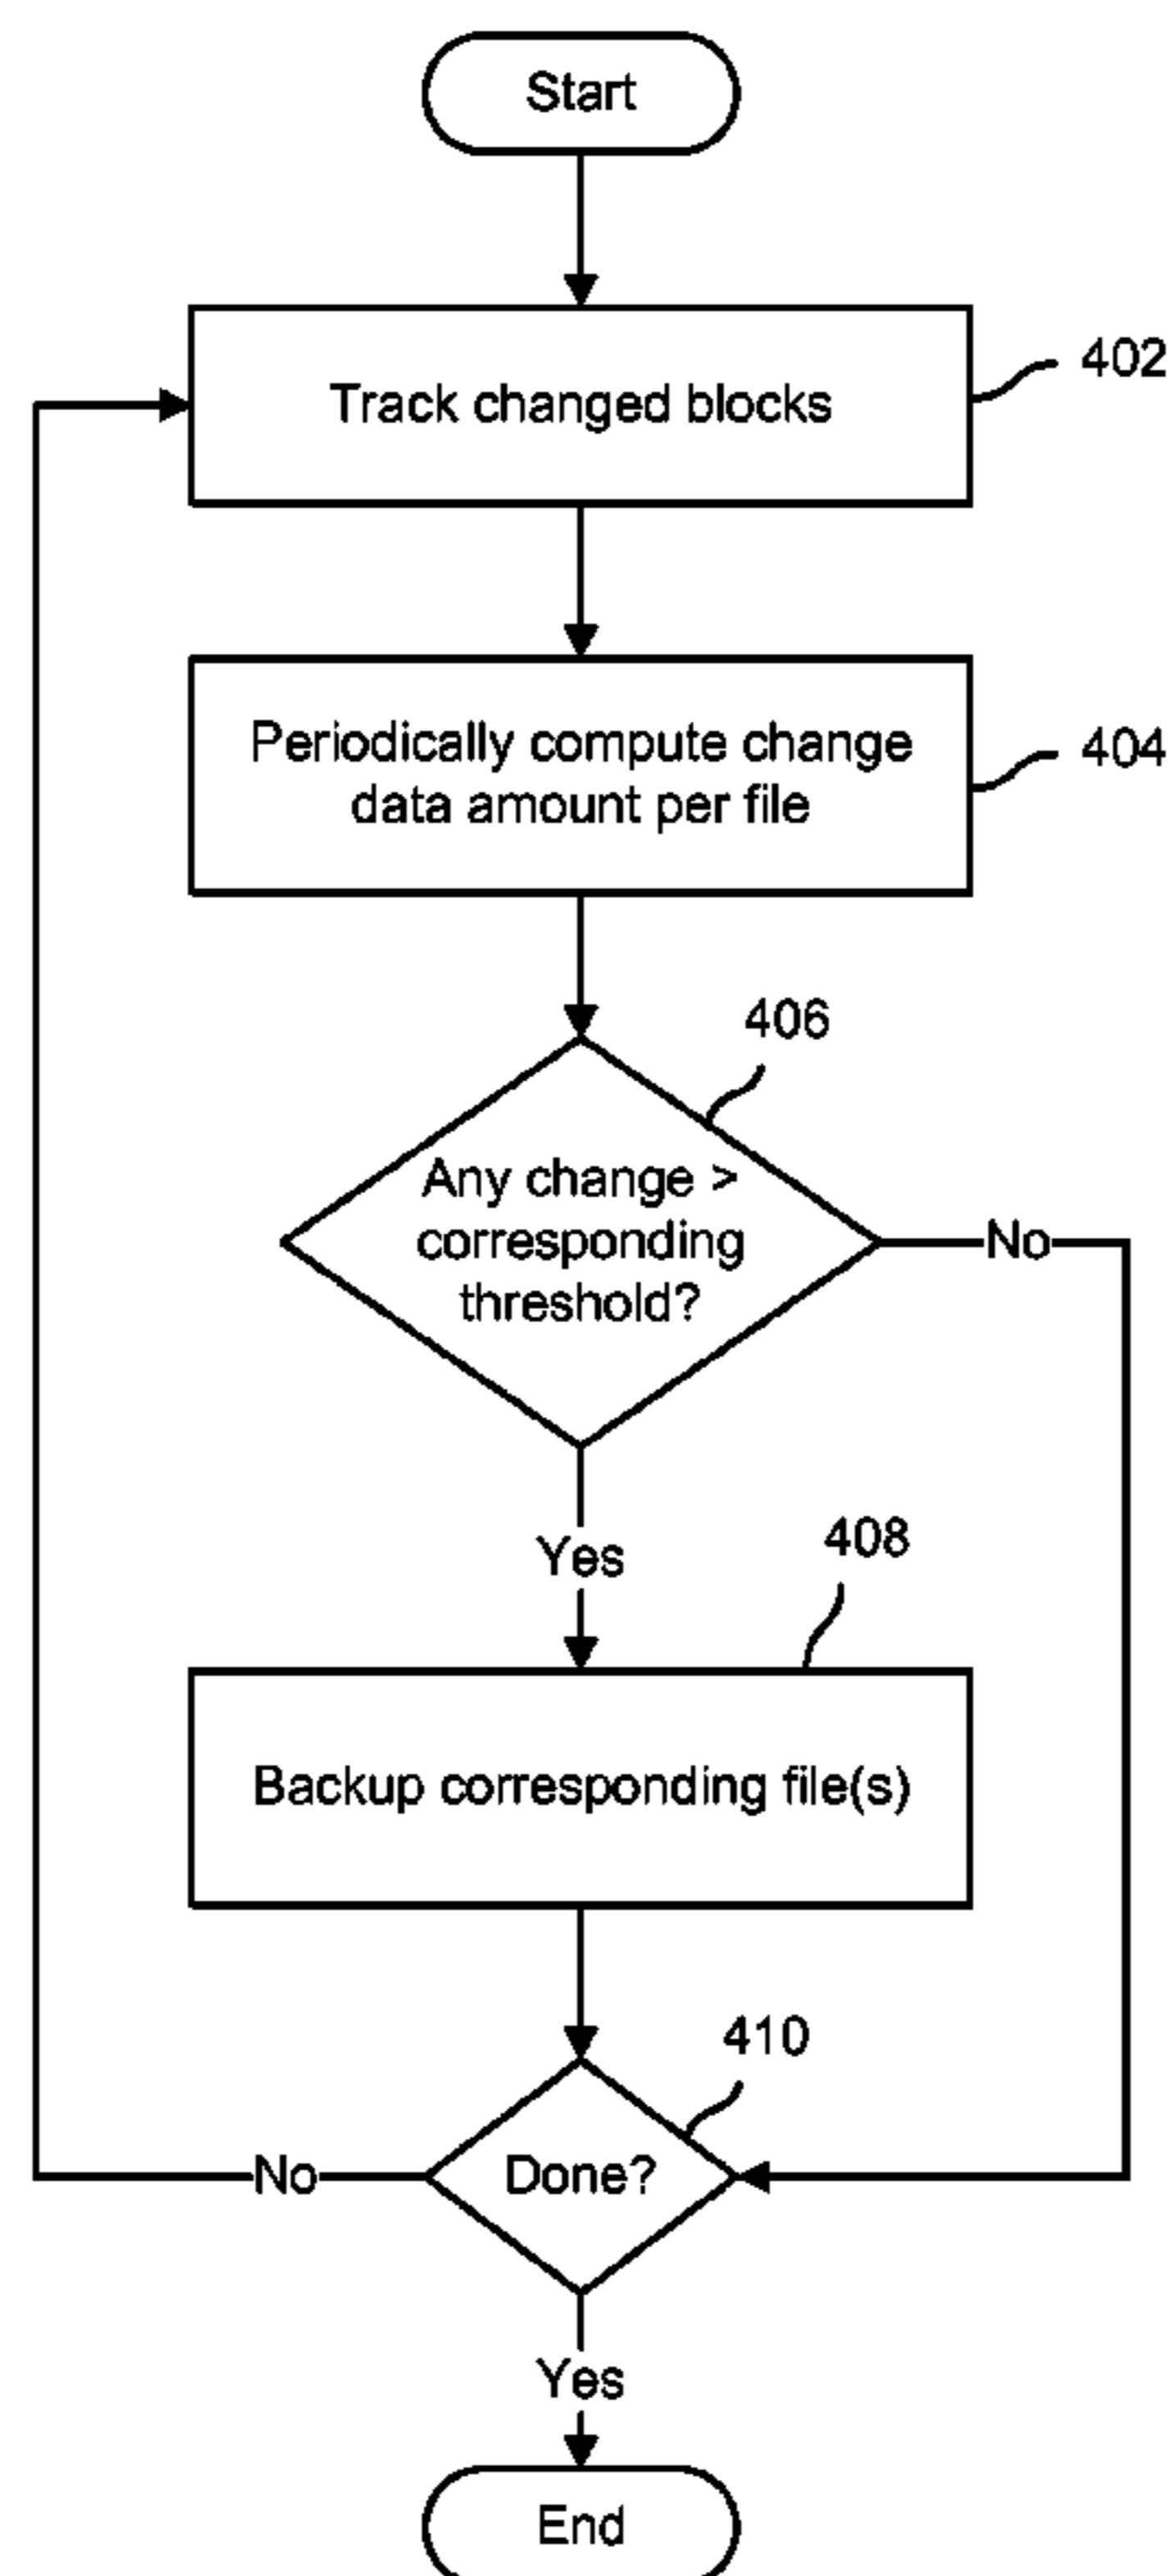 Start
Track changed blocks
402
Periodically compute change
data amount per file
404
406
Any change >
corresponding
threshold?
No
Yes
408
Backup corresponding file(s)
410
Done?
No
Yes
End